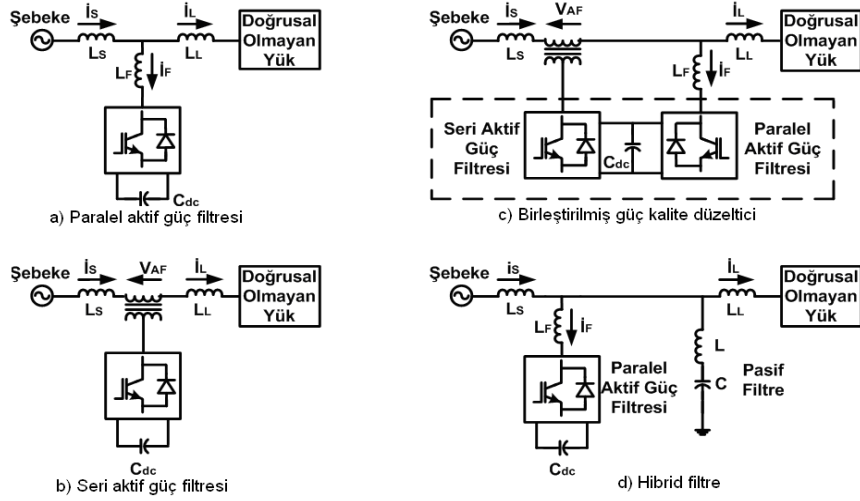 Şebeke
i̇S
LS
i̇L
LL
Doğrusal
Olmayan
Yük
LF
i̇F
Cdc
a) Paralel aktif güç filtresi
Şebeke
i̇S
LS
VAF
i̇L
LL
Doğrusal
Olmayan
Yük
LF
i̇F
Seri Aktif
Güç
Filtresi
Cdc
Paralel
Aktif Güç
Filtresi
c) Birleştirilmiş güç kalite düzeltici
Şebeke
i̇S
LS
VAF
i̇L
LL
Doğrusal
Olmayan
Yük
Cdc
b) Seri aktif güç filtresi
Şebeke
is
LS
i̇L
LL
Doğrusal
Olmayan
Yük
LF
i̇F
Paralel
Aktif Güç
Filtresi
L
C
Pasif
Filtre
Cdc
d) Hibrid filtre